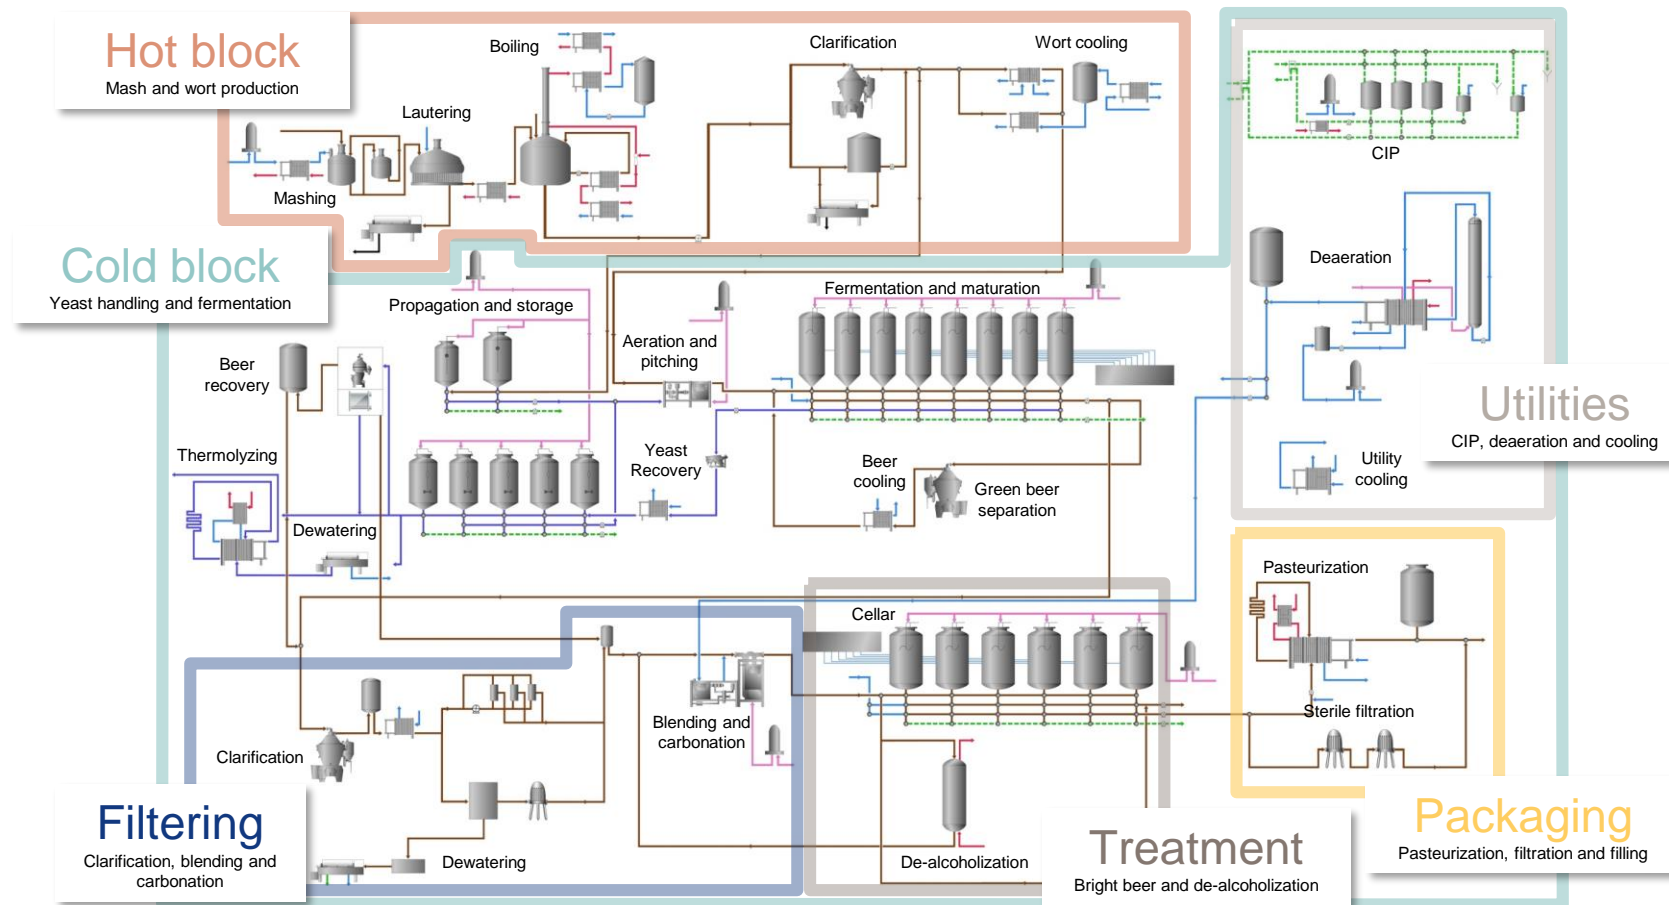 Hot block
Mash and wort production
Boiling
Clarification
Wort cooling
Lautering
Mashing
CIP
Cold block
Yeast handling and fermentation
Deaeration
Propagation and storage
Fermentation and maturation
Aeration and
pitching
Beer
recovery
Utilities
CIP, deaeration and cooling
Thermolyzing
Yeast
Recovery
Beer
cooling
Green beer
separation
Utility
cooling
Dewatering
Pasteurization
Cellar
Sterile filtration
Blending and
carbonation
Clarification
Filtering
Clarification, blending and
carbonation
Dewatering
De-alcoholization
Treatment
Bright beer and de-alcoholization
Packaging
Pasteurization, filtration and filling